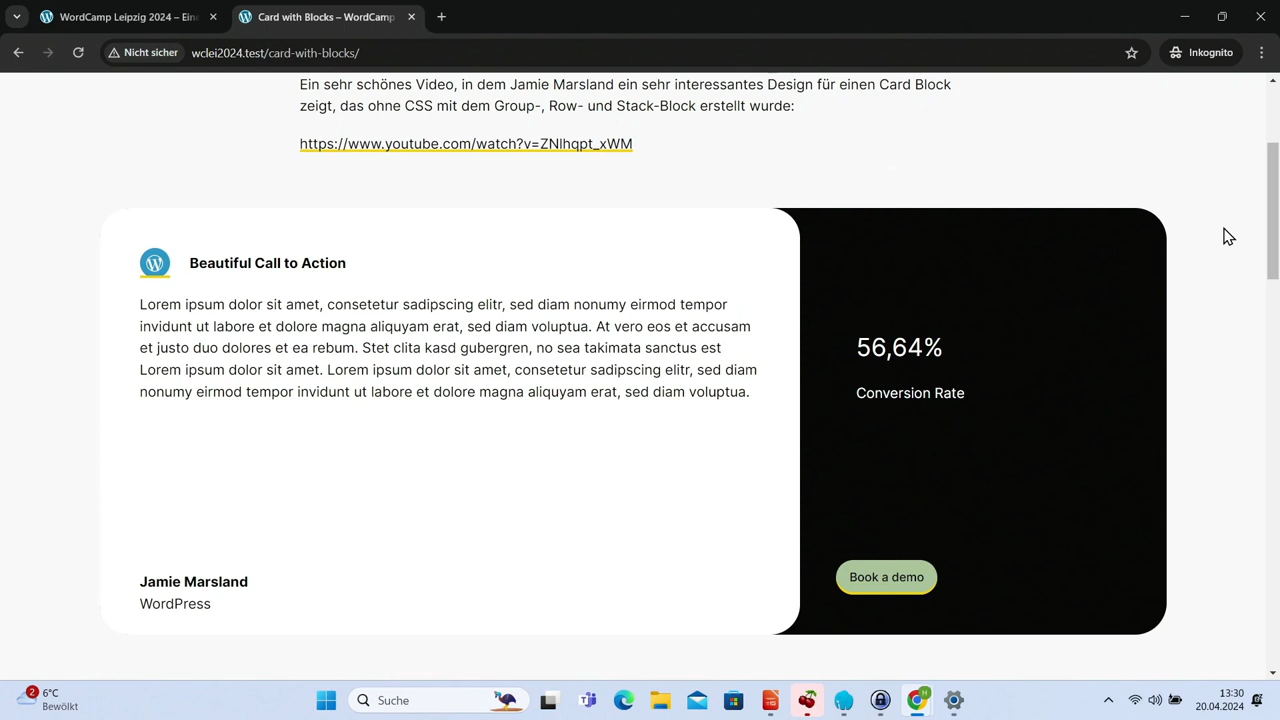 WordCamp Leipzig 2024 – Ein
Card with Blocks – WordCamp
Nicht sicher
wclei2024.test/card-with-blocks/
Inkognito
Ein sehr schönes Video, in dem Jamie Marsland ein sehr interessantes Design für einen Card Block
zeigt, das ohne CSS mit dem Group-, Row- und Stack-Block erstellt wurde:
https://www.youtube.com/watch?v=ZNlhqpt_xWM
Beautiful Call to Action
Lorem ipsum dolor sit amet, consetetur sadipscing elitr, sed diam nonumy eirmod tempor
invidunt ut labore et dolore magna aliquyam erat, sed diam voluptua. At vero eos et accusam
et justo duo dolores et ea rebum. Stet clita kasd gubergren, no sea takimata sanctus est
Lorem ipsum dolor sit amet. Lorem ipsum dolor sit amet, consetetur sadipscing elitr, sed diam
nonumy eirmod tempor invidunt ut labore et dolore magna aliquyam erat, sed diam voluptua.
Jamie Marsland
WordPress
56,64%
Conversion Rate
Book a demo
2
6°C
Bewölkt
Suche
H
13:30
20.04.2024